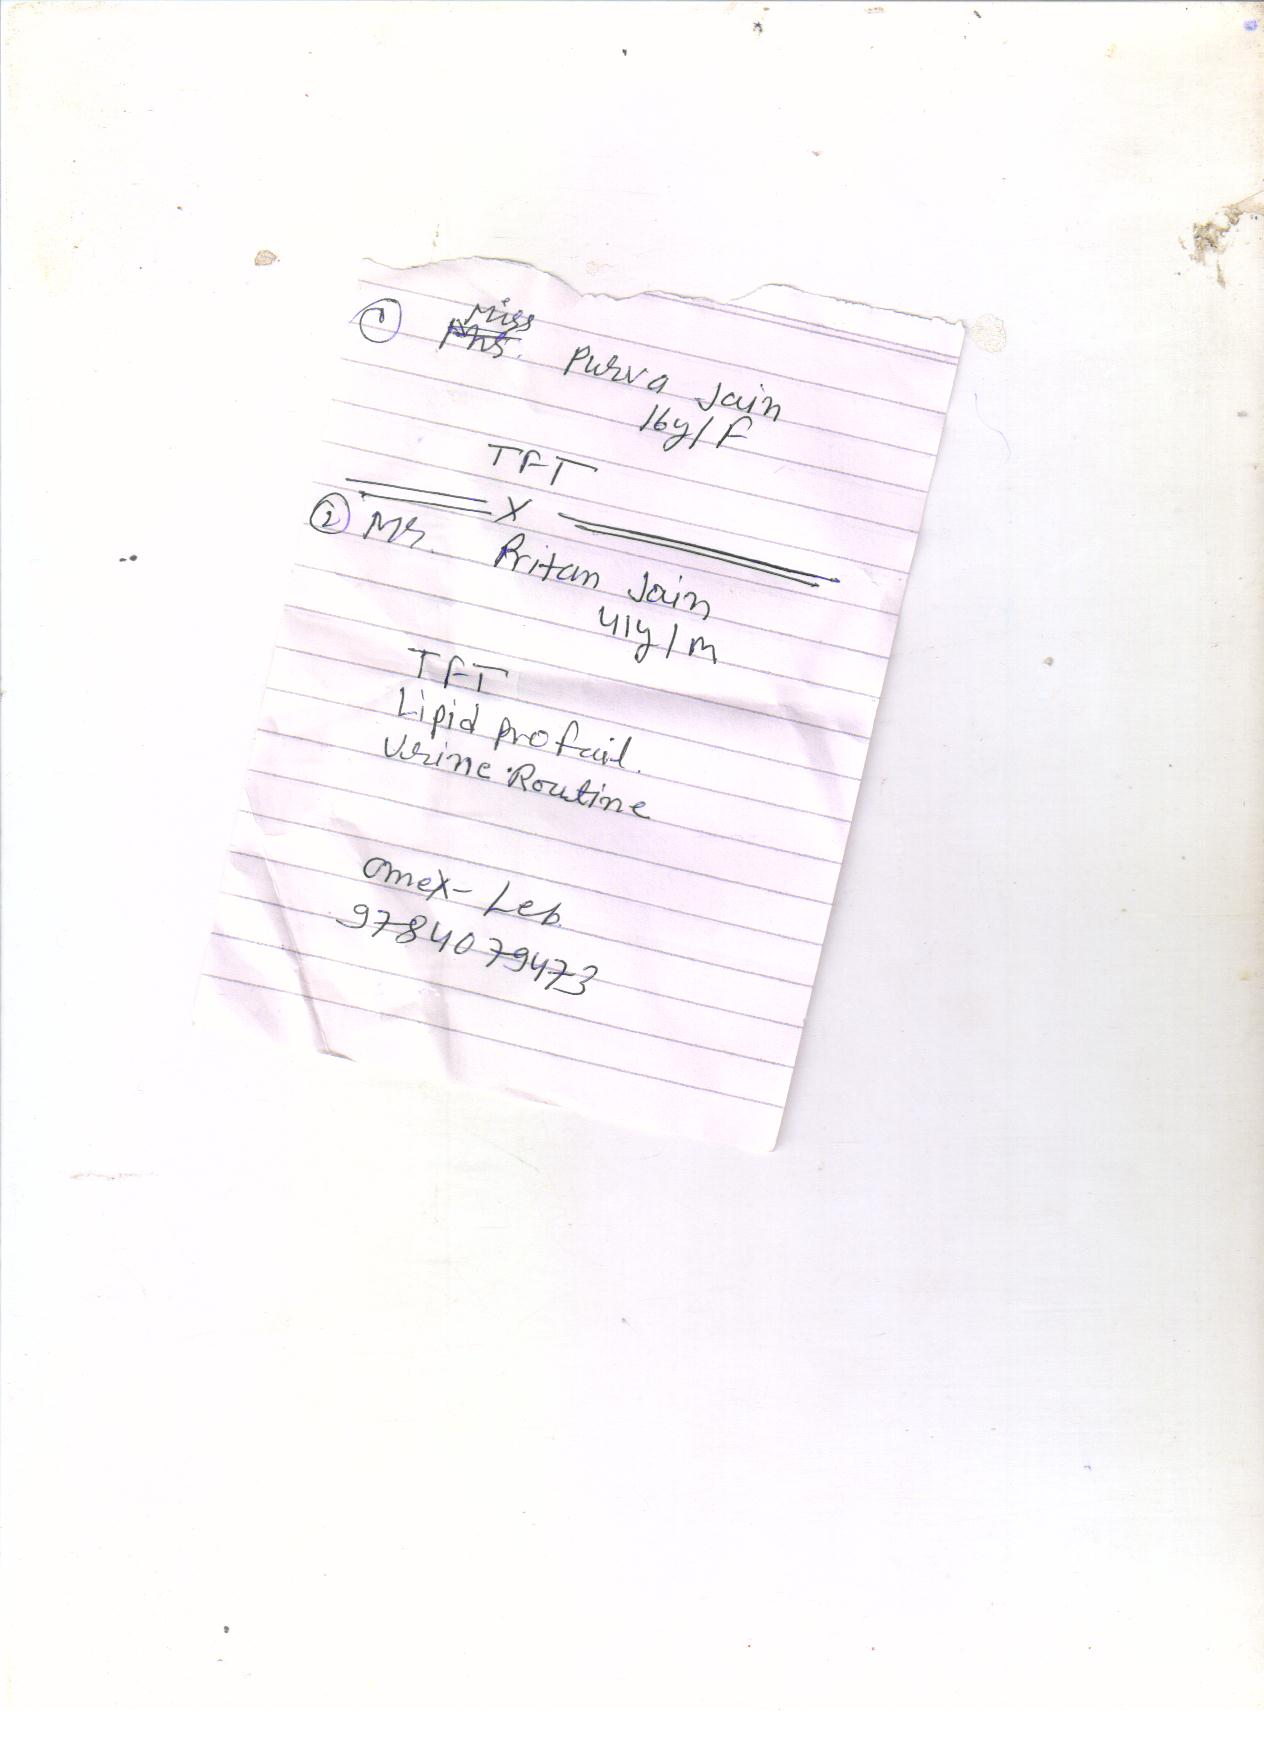 ① Miss
Mrs. Purva Jain
16y/F
TFT
X
② Mr. Pritam Jain
41y/m
TFT
Lipid profail.
Urine Routine
Omex-Leb.
9784079473